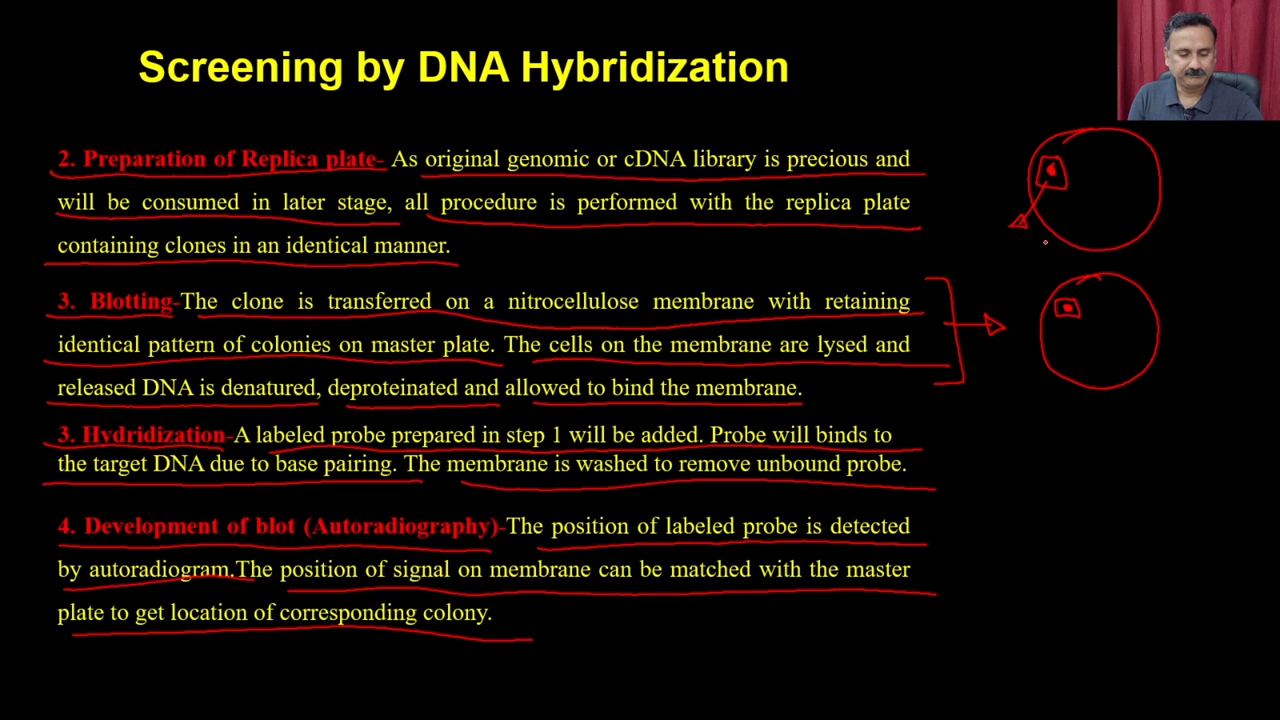 Screening by DNA Hybridization
2. Preparation of Replica plate- As original genomic or cDNA library is precious and
will be consumed in later stage, all procedure is performed with the replica plate
containing clones in an identical manner.
3. Blotting-The clone is transferred on a nitrocellulose membrane with retaining
identical pattern of colonies on master plate. The cells on the membrane are lysed and
released DNA is denatured, deproteinated and allowed to bind the membrane.
3. Hydridization-A labeled probe prepared in step 1 will be added. Probe will binds to
the target DNA due to base pairing. The membrane is washed to remove unbound probe.
4. Development of blot (Autoradiography)-The position of labeled probe is detected
by autoradiogram.The position of signal on membrane can be matched with the master
plate to get location of corresponding colony.